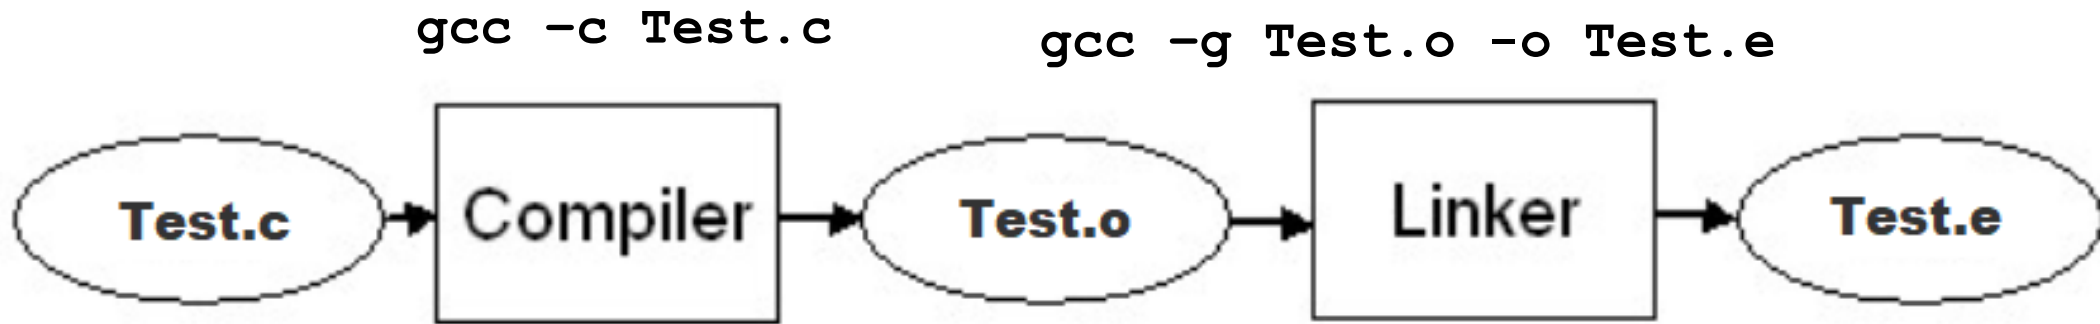 gcc –c Test.c
gcc –g Test.o -o Test.e
Test.c
Compiler
Test.o
Linker
Test.e